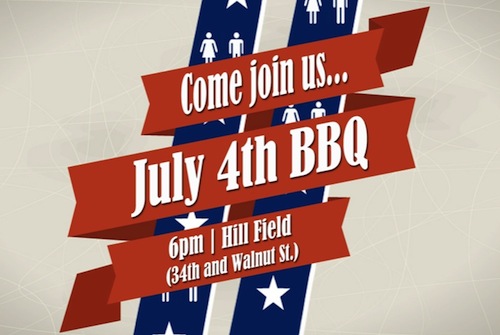 Come join us...
July 4th BBQ
6pm | Hill Field
(34th and Walnut St.)